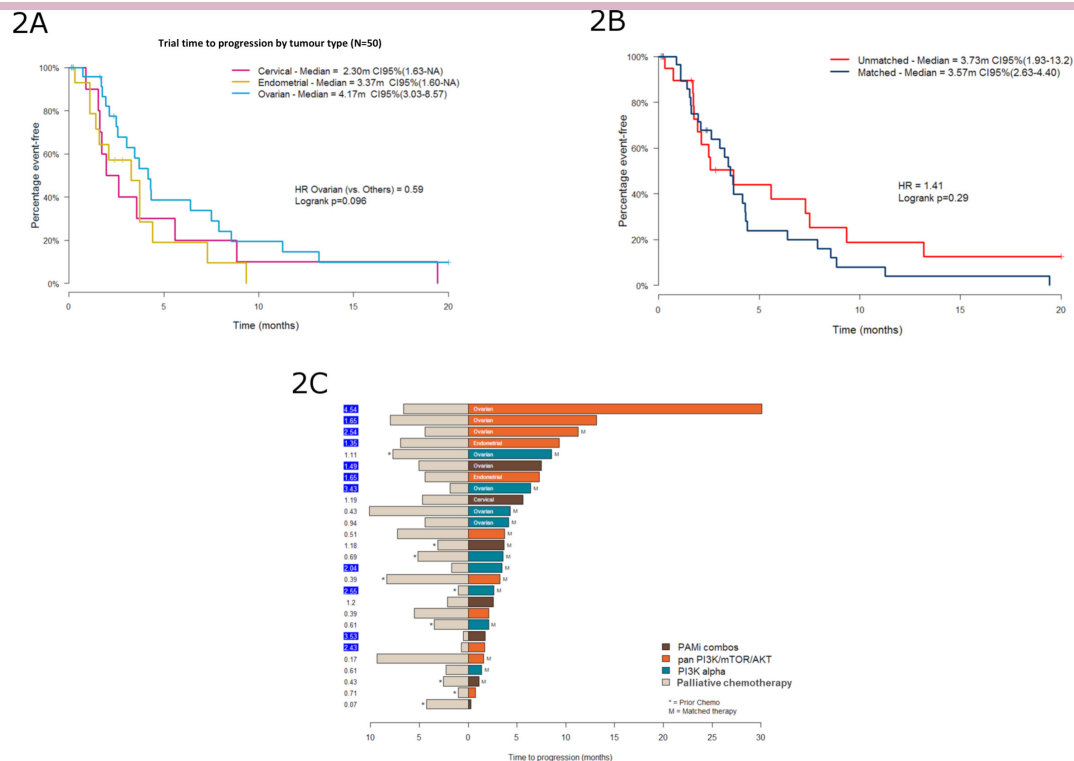 2A
Trial time to progression by tumour type (N=50)
Cervical - Median = 2.30m CI95%(1.63-NA)
Endometrial - Median = 3.37m CI95%(1.60-NA)
Ovarian - Median = 4.17m CI95%(3.03-8.57)
HR Ovarian (vs. Others) = 0.59
Logrank p=0.096
Percentage event-free
100%
80%
60%
40%
20%
0%
0 5 10 15 20
Time (months)
2B
Unmatched - Median = 3.73m CI95%(1.93-13.2)
Matched - Median = 3.57m CI95%(2.63-4.40)
HR = 1.41
Logrank p=0.29
Percentage event-free
100%
80%
60%
40%
20%
0%
0 5 10 15 20
Time (months)
2C
4.54 Ovarian
1.65 Ovarian
2.54 Ovarian M
1.35 Endometrial
1.11 * Ovarian M
1.49 Ovarian
1.65 Endometrial
3.43 Ovarian M
1.19 Cervical
0.43 Ovarian M
0.94 Ovarian M
0.51 M
1.18 * M
0.69 * M
2.04 M
0.39 * M
2.55 * M
1.2
0.39
0.61 * M
3.53
2.43
0.17 M
0.61 M
0.43 * M
0.71 *
0.07 *
PAMi combos
pan PI3K/mTOR/AKT
PI3K alpha
Palliative chemotherapy
* = Prior Chemo
M = Matched therapy
10 5 0 5 10 15 20 25 30
Time to progression (months)